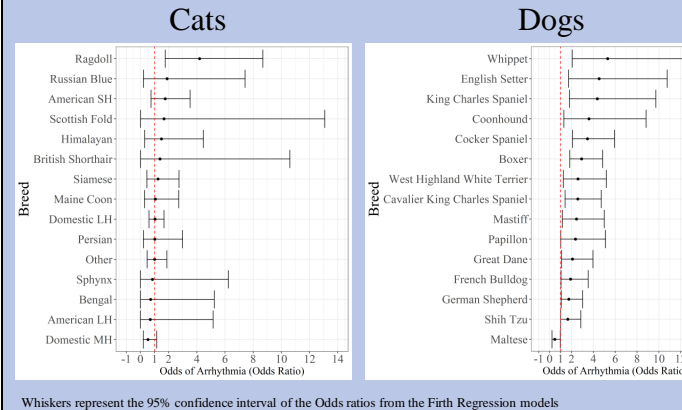 Cats
Breed
Ragdoll
Russian Blue
American SH
Scottish Fold
Himalayan
British Shorthair
Siamese
Maine Coon
Domestic LH
Persian
Other
Sphynx
Bengal
American LH
Domestic MH
-1 0 1 2 4 6 8 10 12 14
Odds of Arrhythmia (Odds Ratio)
Dogs
Breed
Whippet
English Setter
King Charles Spaniel
Coonhound
Cocker Spaniel
Boxer
West Highland White Terrier
Cavalier King Charles Spaniel
Mastiff
Papillon
Great Dane
French Bulldog
German Shepherd
Shih Tzu
Maltese
-1 0 1 2 4 6 8 10 12
Odds of Arrhythmia (Odds Ratio)
Whiskers represent the 95% confidence interval of the Odds ratios from the Firth Regression models